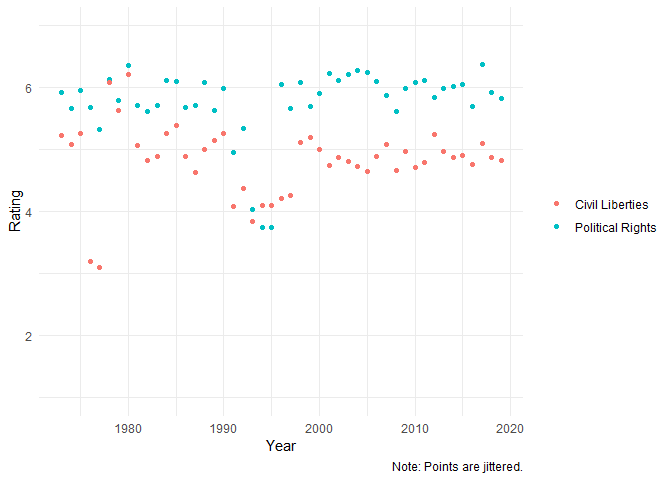 6
4
2
Rating
1980
1990
2000
2010
2020
Year
Civil Liberties
Political Rights
Note: Points are jittered.